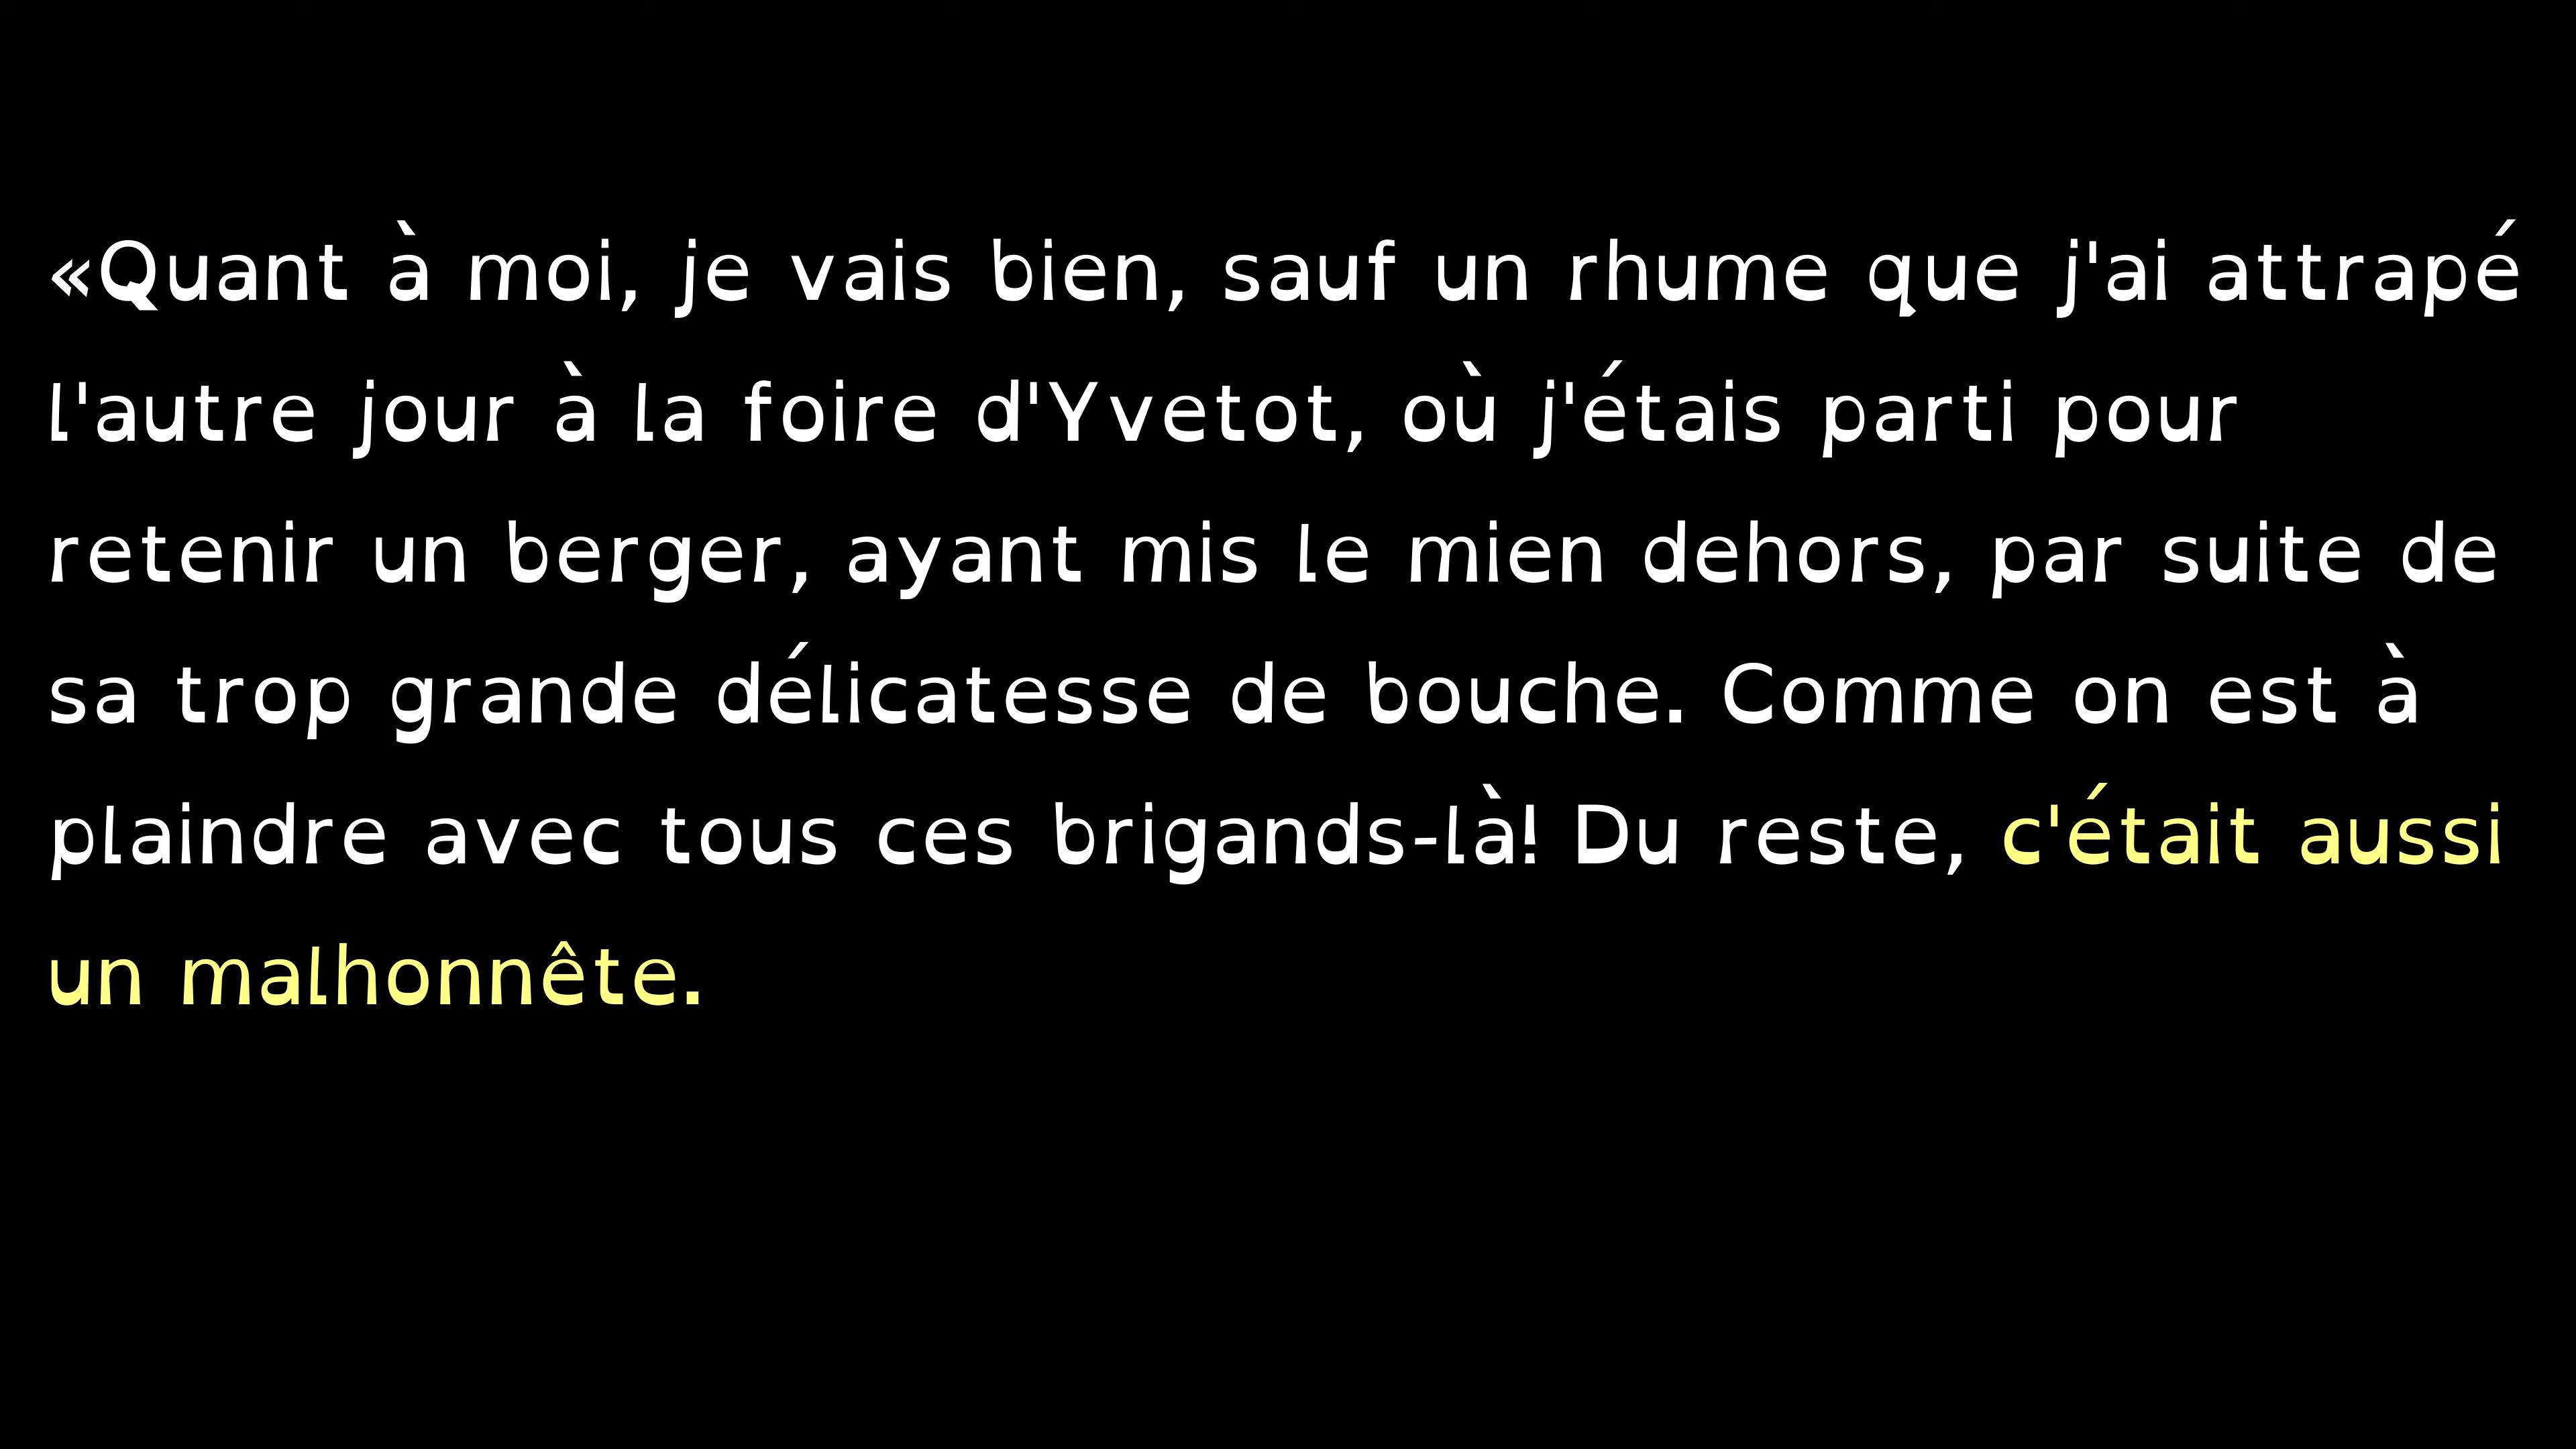 «Quant à moi, je vais bien, sauf un rhume que j'ai attrapé
l'autre jour à la foire d'Yvetot, où j'étais parti pour
retenir un berger, ayant mis le mien dehors, par suite de
sa trop grande délicatesse de bouche. Comme on est à
plaindre avec tous ces brigands-là! Du reste, c'était aussi
un malhonnête.